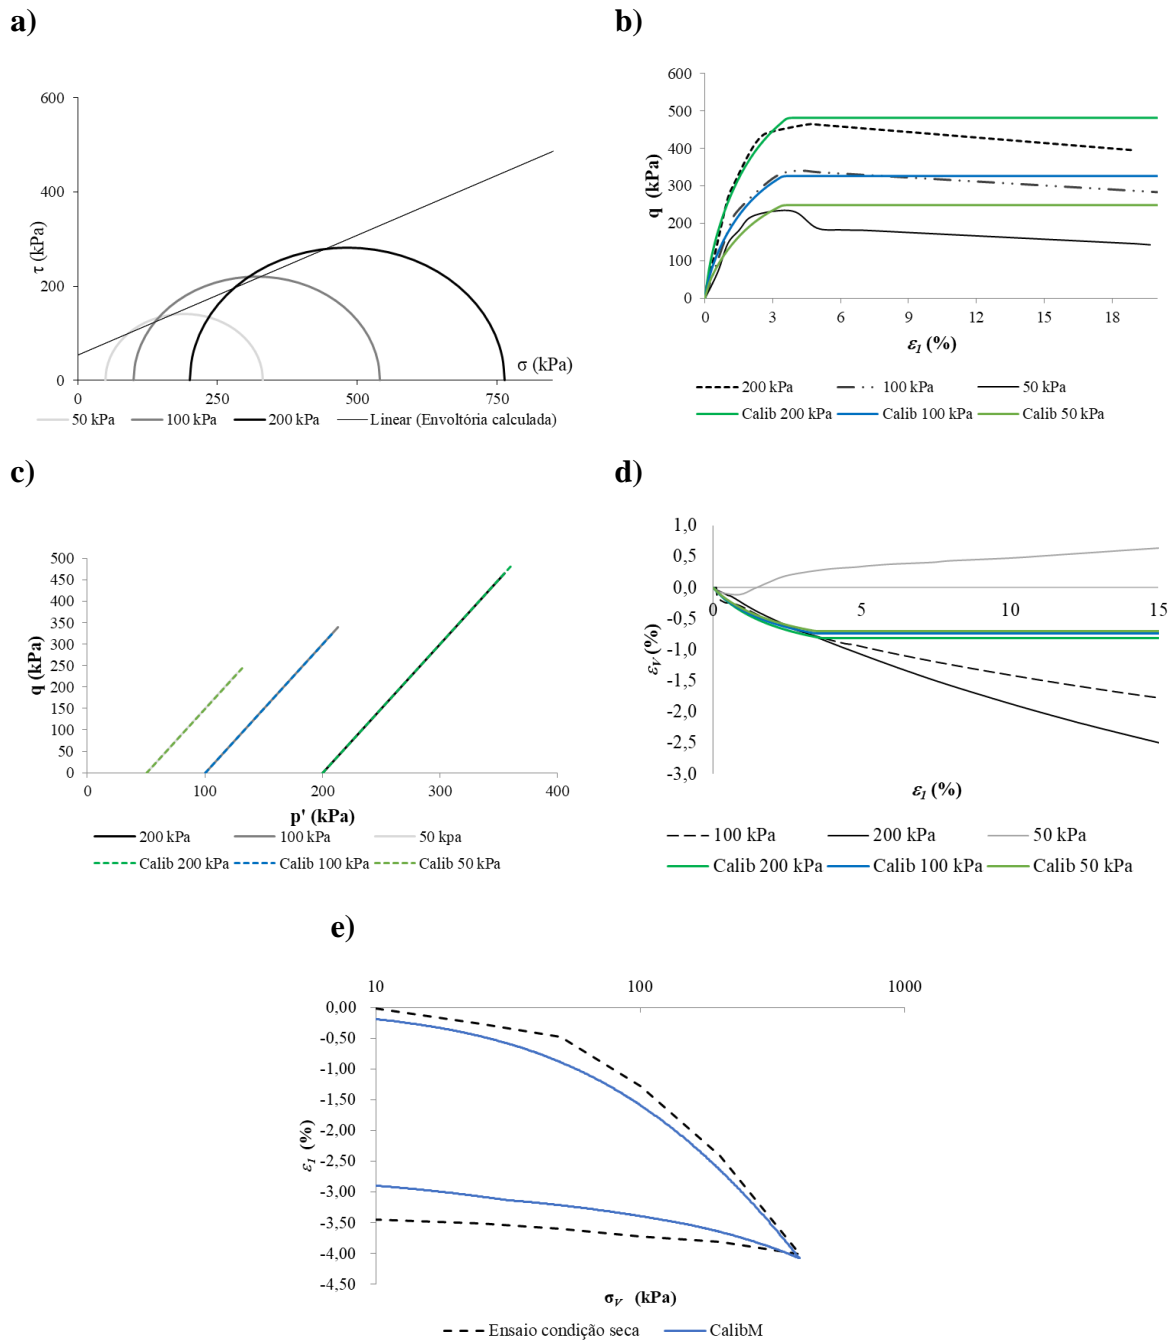 a)
600
400
200
0
τ (kPa)
0 250 500 750
σ (kPa)
50 kPa 100 kPa 200 kPa Linear (Envoltória calculada)
b)
600
500
400
300
200
100
0
q (kPa)
0 3 6 9 12 15 18
ε1 (%)
200 kPa 100 kPa 50 kPa
Calib 200 kPa Calib 100 kPa Calib 50 kPa
c)
500
450
400
350
300
250
200
150
100
50
0
q (kPa)
0 100 200 300 400
p' (kPa)
200 kPa 100 kPa 50 kpa
Calib 200 kPa Calib 100 kPa Calib 50 kPa
d)
1,0
0,5
0,0
-0,5
-1,0
-1,5
-2,0
-2,5
-3,0
εV (%)
0 5 10 15
ε1 (%)
100 kPa 200 kPa 50 kPa
Calib 200 kPa Calib 100 kPa Calib 50 kPa
e)
10 100 1000
0,00
-0,50
-1,00
-1,50
-2,00
-2,50
-3,00
-3,50
-4,00
-4,50
ε1 (%)
σV (kPa)
Ensaio condição seca CalibM